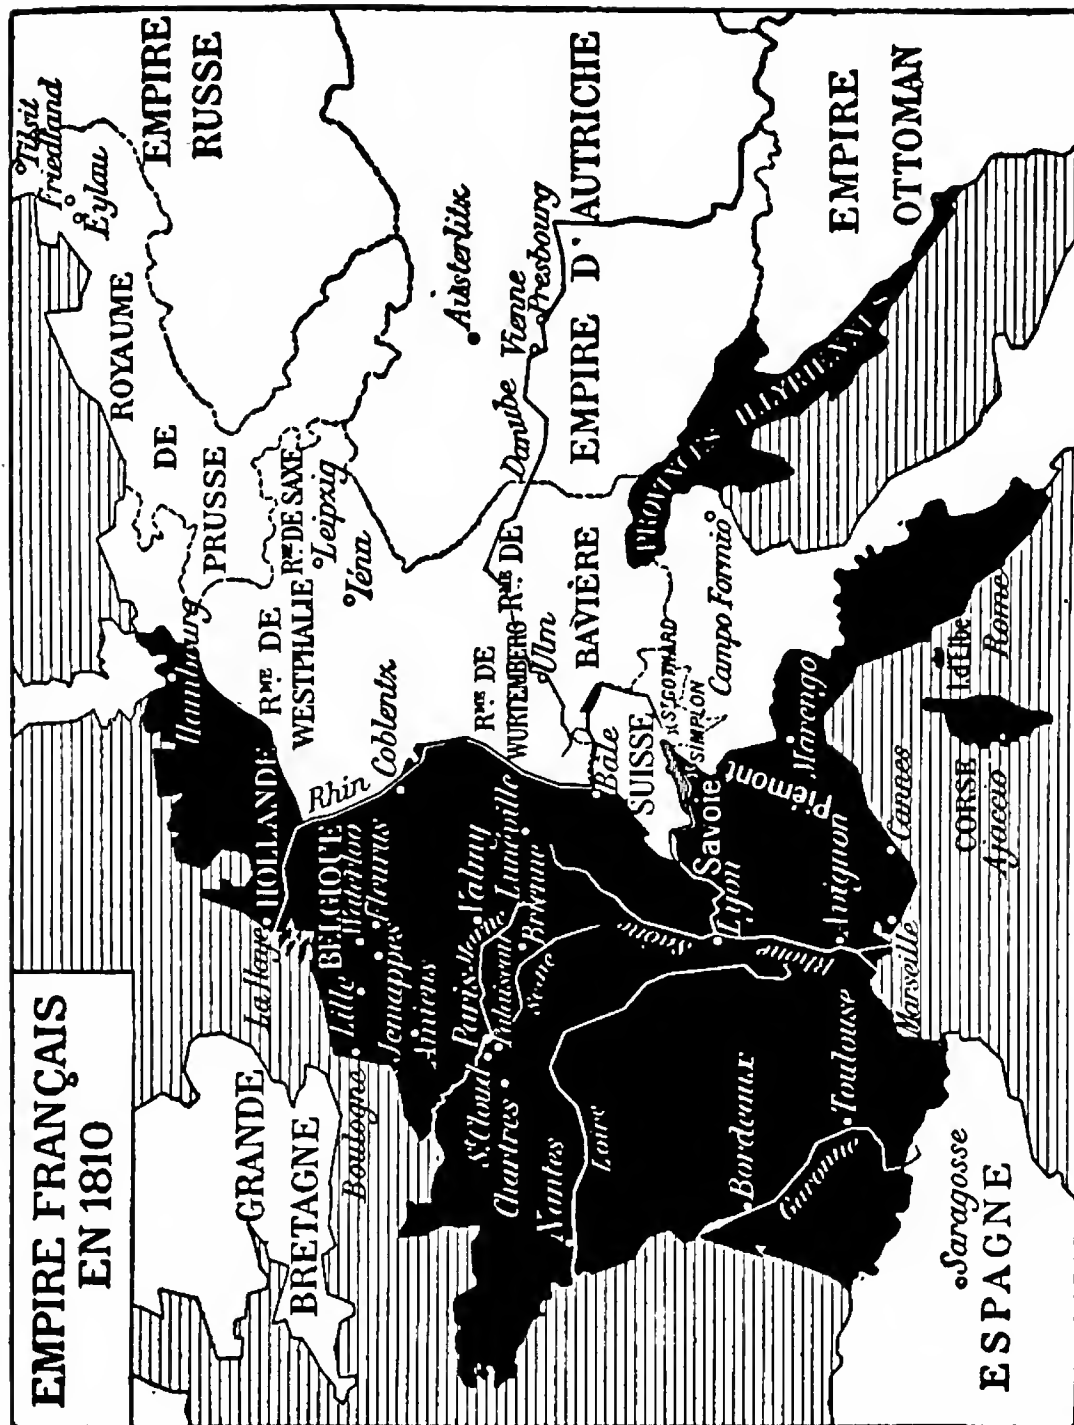 EMPIRE FRANÇAIS
EN 1810
GRANDE
BRETAGNE
La Haye
HOLLANDE
Hambourg
ROYAUME
DE
PRUSSE
Tilsit
Friedland
Eylau
EMPIRE
RUSSE
Boulogne
Lille
BELGIQUE
Waterloo
Jemappes
Fleurus
Amiens
Rhin
Coblentz
RME DE
WESTPHALIE
RME DE SAXE
Leipzig
Iéna
Austerlitz
St Cloud
Paris
Marne
Valmy
Chartres
Lunéville
Brienne
Seine
Nantes
Loire
RME DE
WURTEMBERG
RME DE
BAVIÈRE
Ulm
Danube
Vienne
Presbourg
EMPIRE D'AUTRICHE
Bâle
SUISSE
St GOTHARD
SIMPLON
Campo Formio
PROVINCES ILLYRIENNES
EMPIRE
OTTOMAN
Saône
Lyon
Savoie
Piémont
Marengo
Bordeaux
Garonne
Toulouse
Rhône
Avignon
Marseille
Cannes
CORSE
Ajaccio
I. d'Elbe
Rome
Saragosse
ESPAGNE